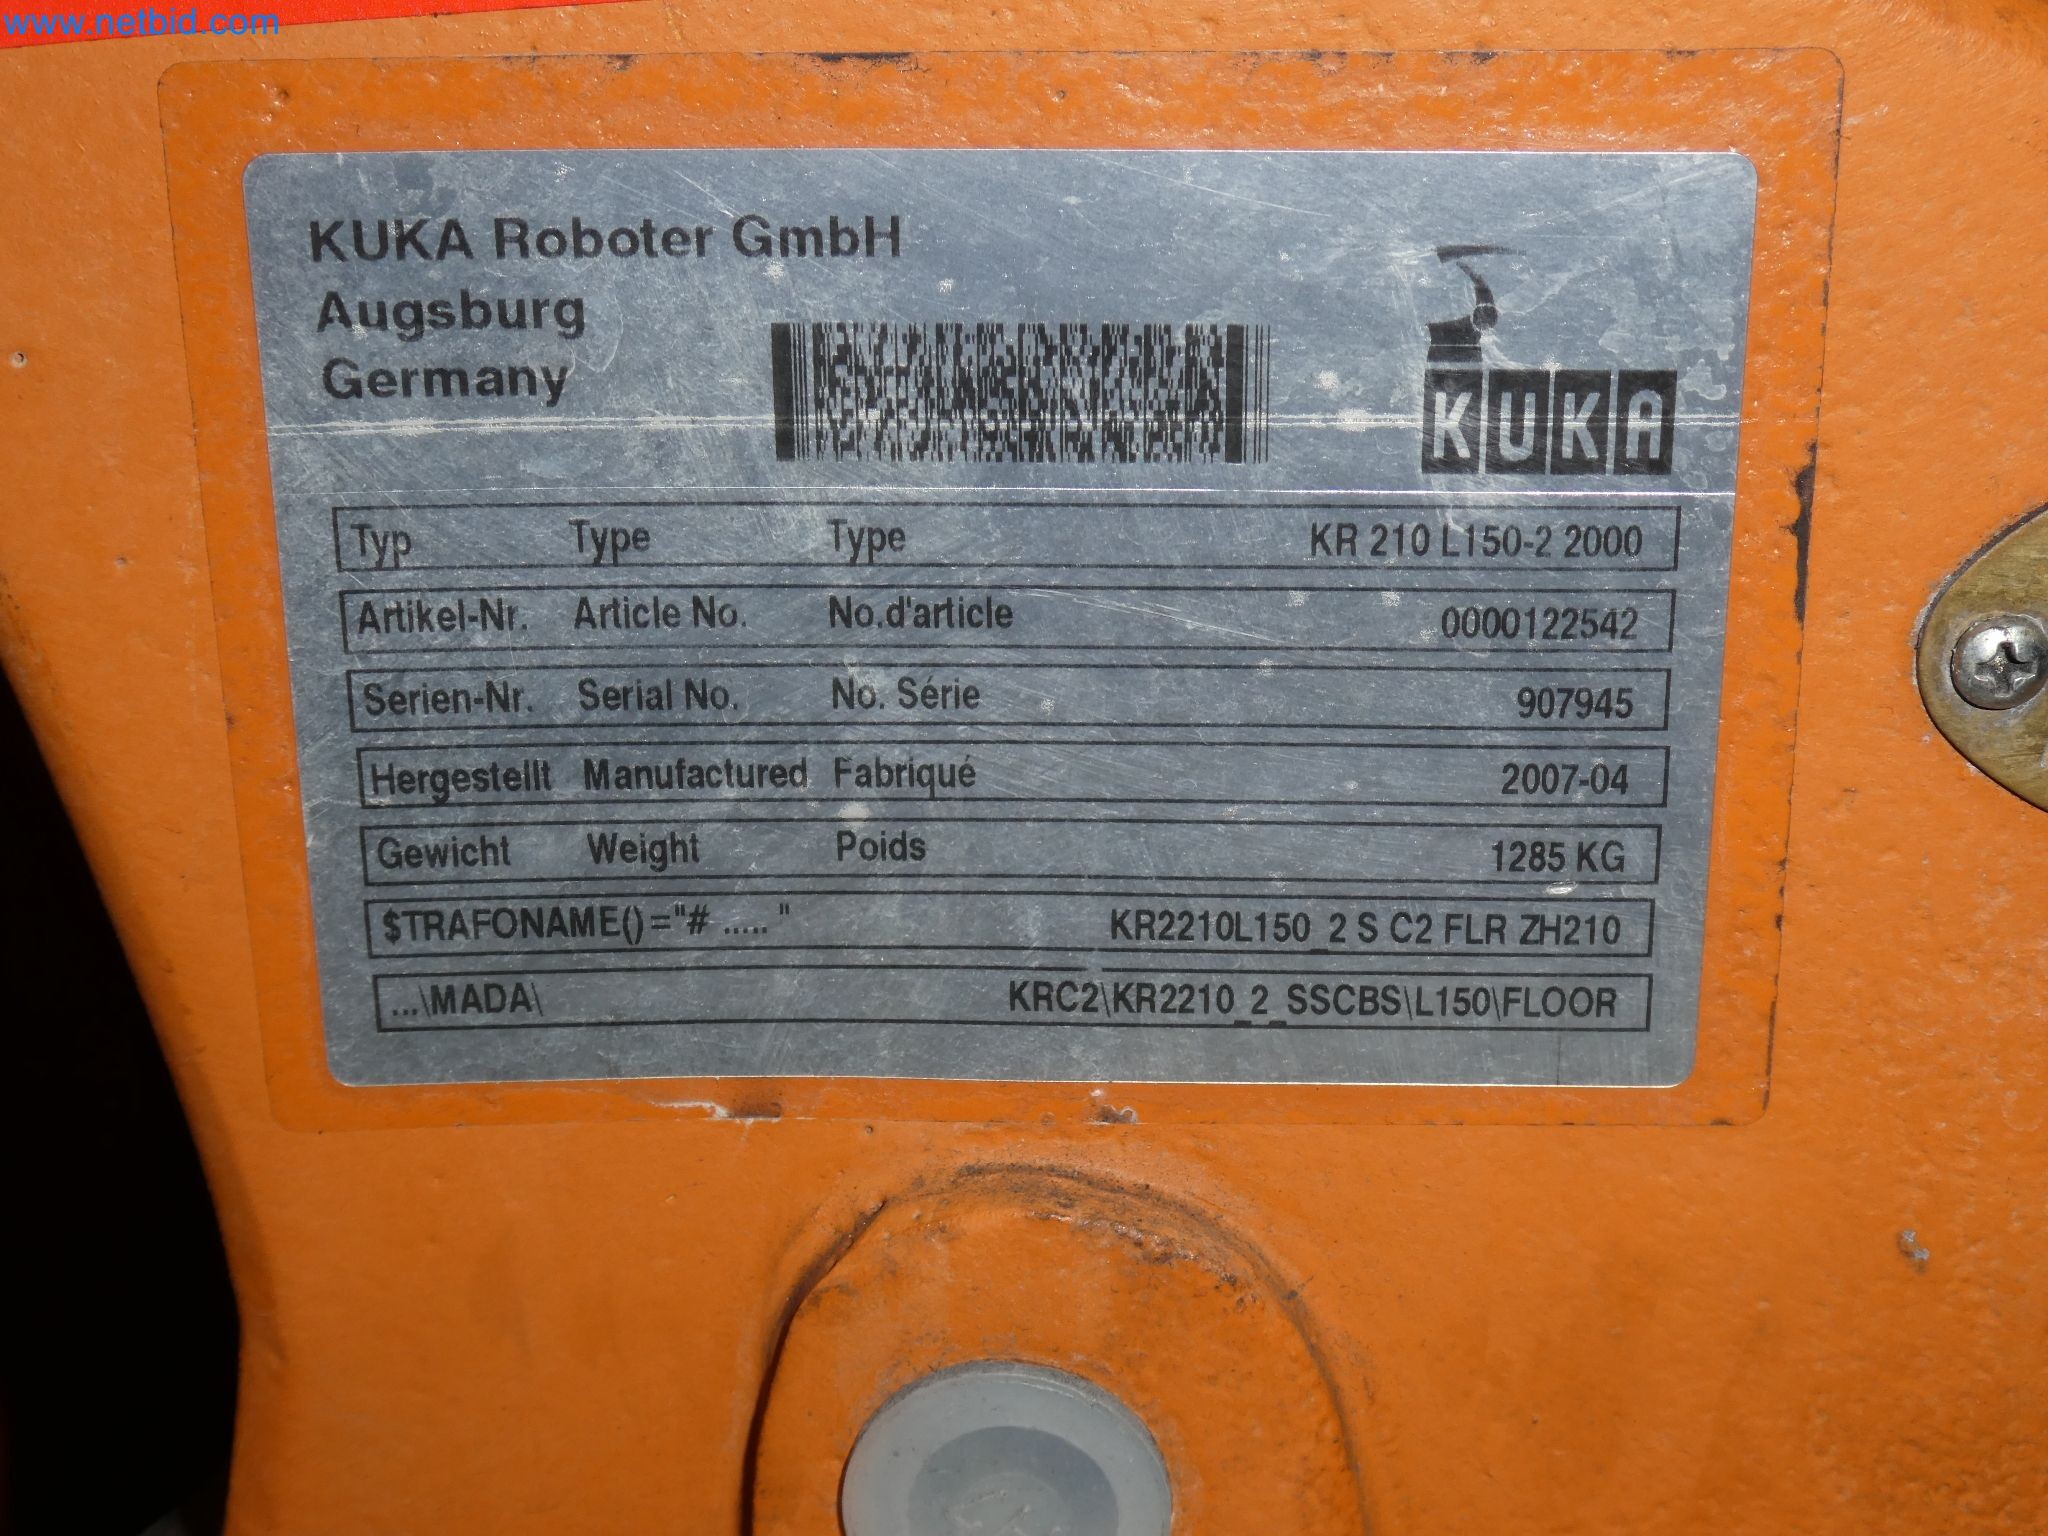 www.netbid.com
KUKA Roboter GmbH
Augsburg
Germany
KUKA
Typ Type Type KR 210 L150-2 2000
Artikel-Nr. Article No. No.d'article 0000122542
Serien-Nr. Serial No. No. Série 907945
Hergestellt Manufactured Fabriqué 2007-04
Gewicht Weight Poids 1285 KG
$TRAFONAME()="# ....." KR2210L150_2 S C2 FLR ZH210
...\MADA\ KRC2\KR2210_2_SSCBS\L150\FLOOR